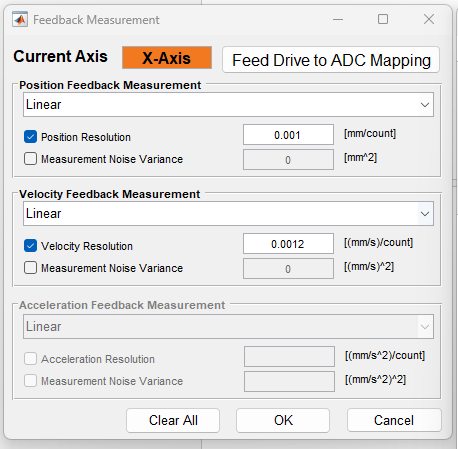 Feedback Measurement
Current Axis X-Axis Feed Drive to ADC Mapping
Position Feedback Measurement
Linear
Position Resolution 0.001 [mm/count]
Measurement Noise Variance 0 [mm^2]
Velocity Feedback Measurement
Linear
Velocity Resolution 0.0012 [(mm/s)/count]
Measurement Noise Variance 0 [(mm/s)^2]
Acceleration Feedback Measurement
Linear
Acceleration Resolution [(mm/s^2)/count]
Measurement Noise Variance [(mm/s^2)^2]
Clear All OK Cancel